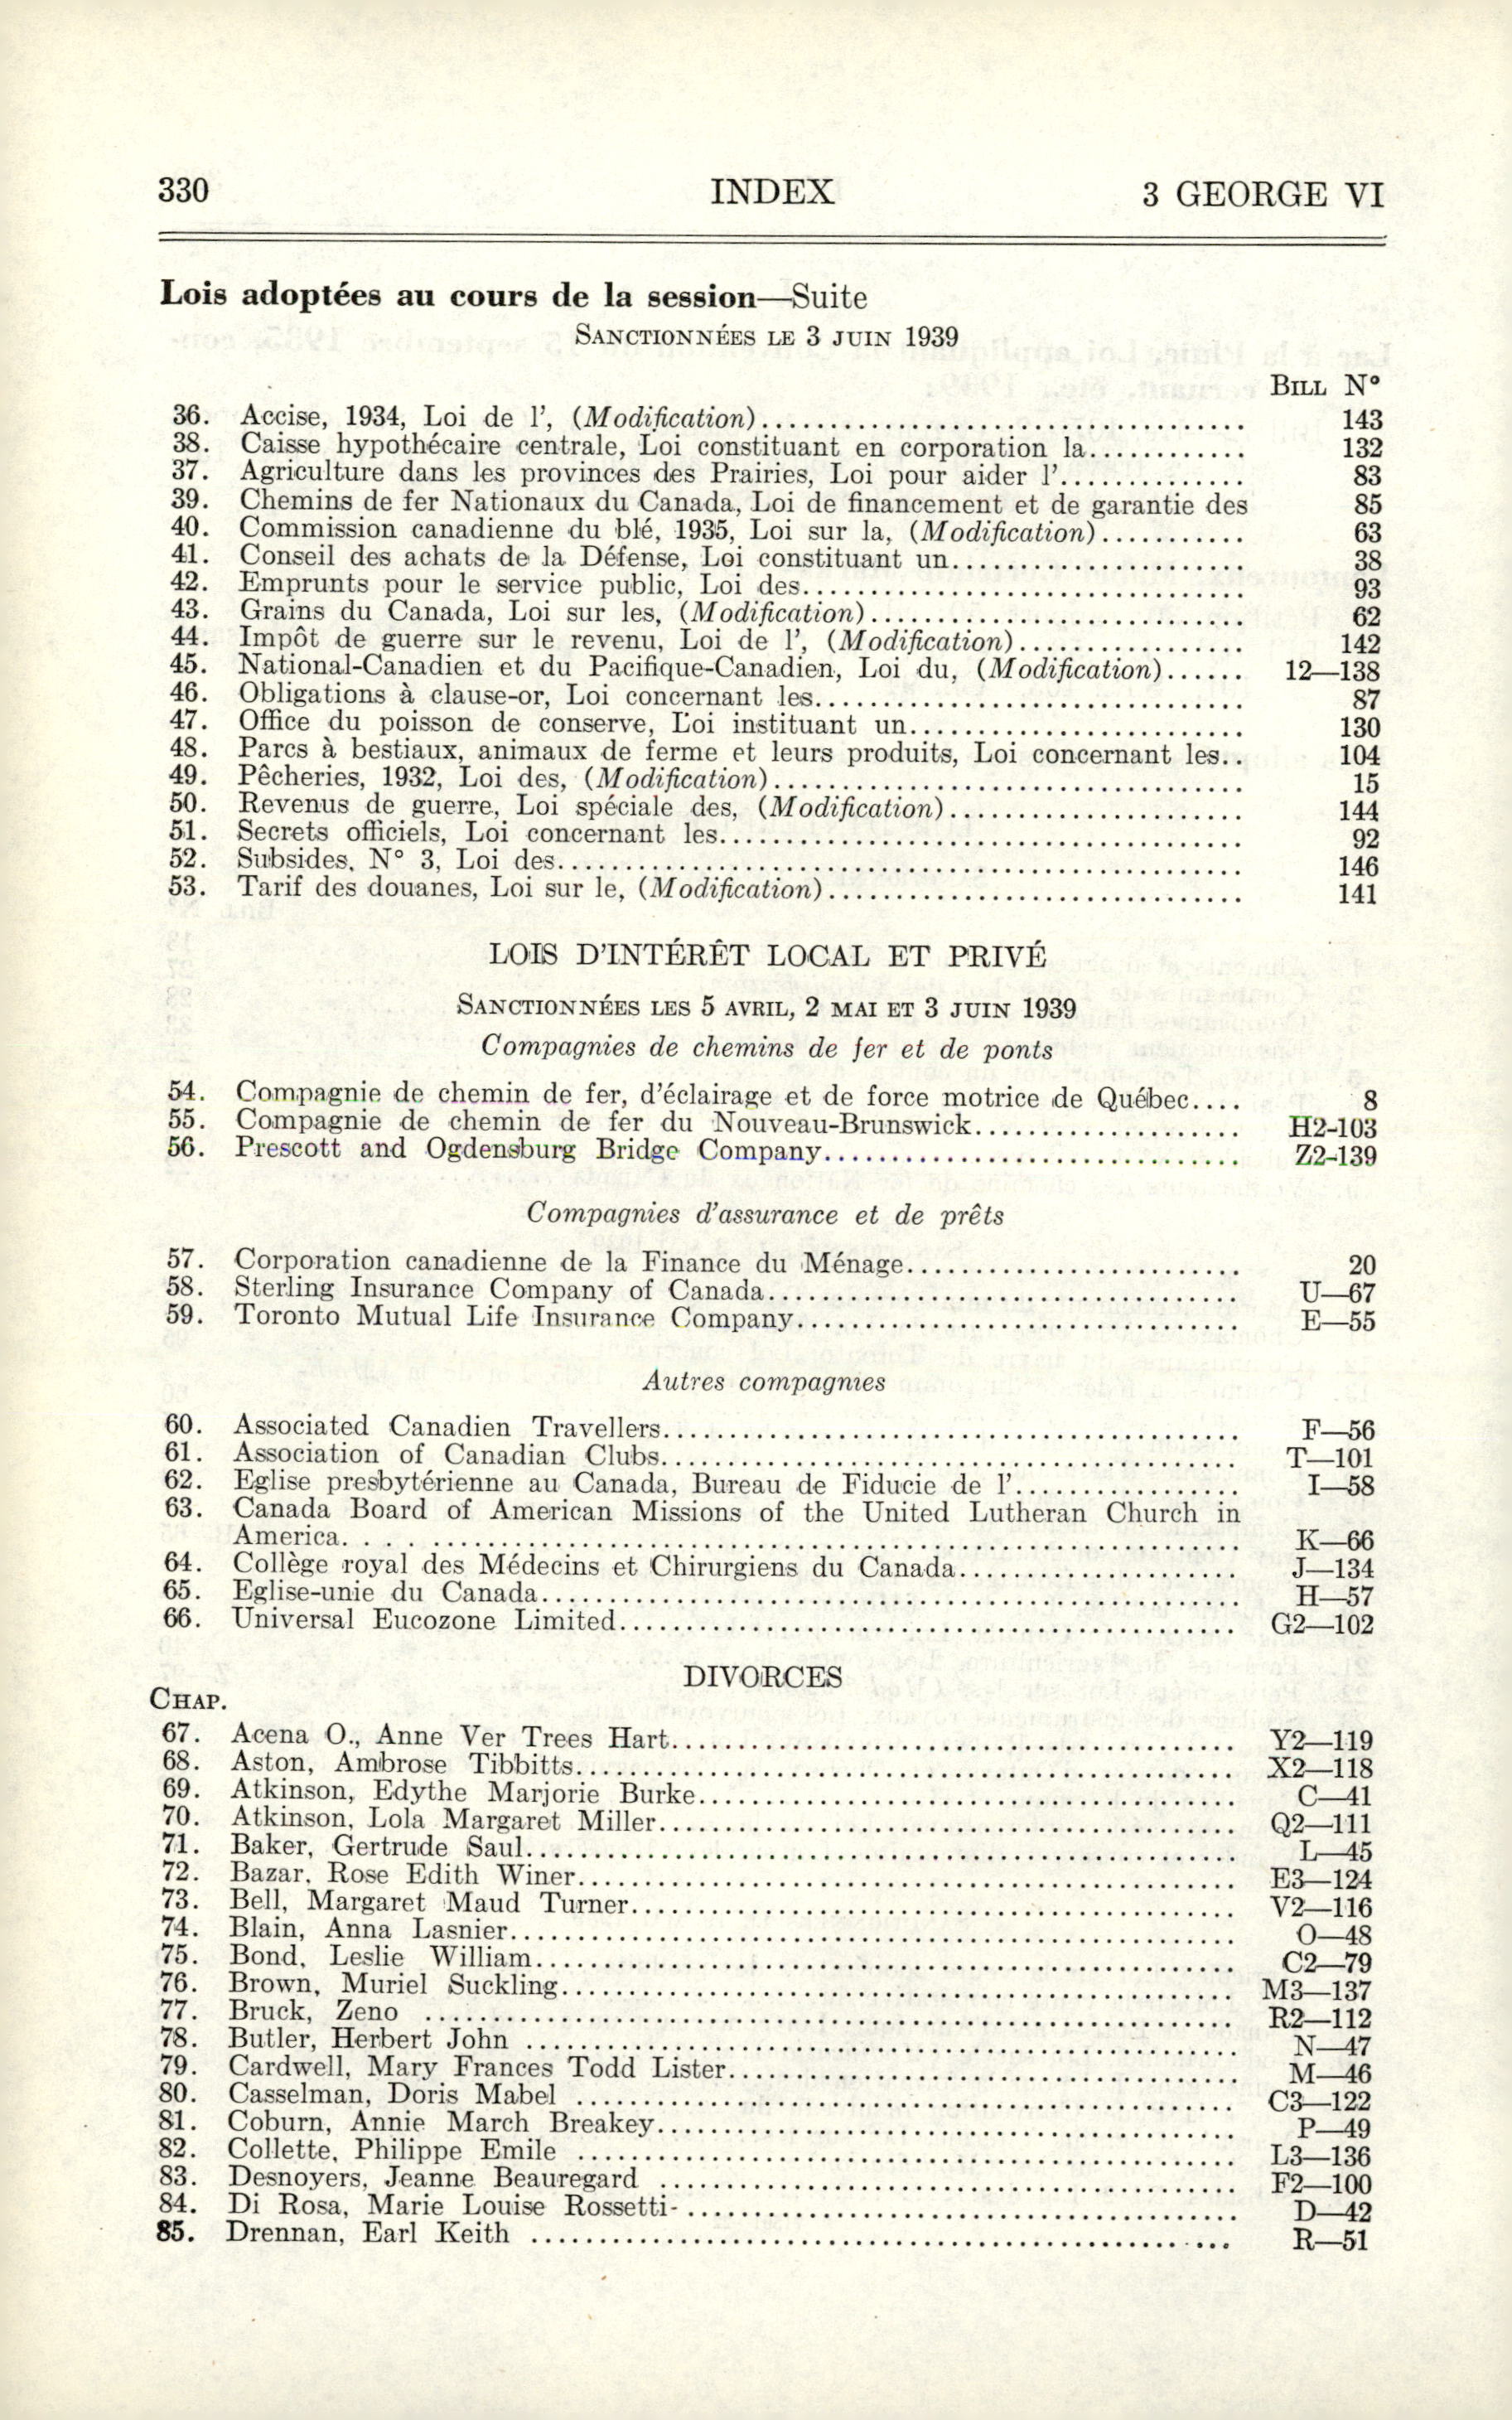 330 INDEX 3 GEORGE VI
Lois adoptées au cours de la session—Suite
SANCTIONNÉES LE 3 JUIN 1939
BILL N°
36. Accise, 1934, Loi de l', (Modification).................................... 143
38. Caisse hypothécaire centrale, Loi constituant en corporation la............ 132
37. Agriculture dans les provinces des Prairies, Loi pour aider l'.............. 83
39. Chemins de fer Nationaux du Canada, Loi de financement et de garantie des 85
40. Commission canadienne du blé, 1935, Loi sur la, (Modification)........... 63
41. Conseil des achats de la Défense, Loi constituant un...................... 38
42. Emprunts pour le service public, Loi des................................. 93
43. Grains du Canada, Loi sur les, (Modification)............................ 62
44. Impôt de guerre sur le revenu, Loi de l', (Modification)................. 142
45. National-Canadien et du Pacifique-Canadien, Loi du, (Modification)...... 12—138
46. Obligations à clause-or, Loi concernant les................................ 87
47. Office du poisson de conserve, Loi instituant un......................... 130
48. Parcs à bestiaux, animaux de ferme et leurs produits, Loi concernant les.. 104
49. Pêcheries, 1932, Loi des, (Modification)................................... 15
50. Revenus de guerre, Loi spéciale des, (Modification)...................... 144
51. Secrets officiels, Loi concernant les....................................... 92
52. Subsides, N° 3, Loi des................................................... 146
53. Tarif des douanes, Loi sur le, (Modification)............................... 141
LOIS D'INTÉRÊT LOCAL ET PRIVÉ
SANCTIONNÉES LES 5 AVRIL, 2 MAI ET 3 JUIN 1939
Compagnies de chemins de fer et de ponts
54. Compagnie de chemin de fer, d'éclairage et de force motrice de Québec.... 8
55. Compagnie de chemin de fer du Nouveau-Brunswick.................... H2-103
56. Prescott and Ogdensburg Bridge Company............................... Z2-139
Compagnies d'assurance et de prêts
57. Corporation canadienne de la Finance du Ménage......................... 20
58. Sterling Insurance Company of Canada................................... U—67
59. Toronto Mutual Life Insurance Company................................. E—55
Autres compagnies
60. Associated Canadien Travellers........................................... F—56
61. Association of Canadian Clubs........................................... T—101
62. Eglise presbytérienne au Canada, Bureau de Fiducie de l'................. I—58
63. Canada Board of American Missions of the United Lutheran Church in
America................................................................. K—66
64. Collège royal des Médecins et Chirurgiens du Canada..................... J—134
65. Eglise-unie du Canada................................................... H—57
66. Universal Eucozone Limited.............................................. G2—102
DIVORCES
CHAP.
67. Acena O., Anne Ver Trees Hart.......................................... Y2—119
68. Aston, Ambrose Tibbitts................................................. X2—118
69. Atkinson, Edythe Marjorie Burke........................................ C—41
70. Atkinson, Lola Margaret Miller........................................... Q2—111
71. Baker, Gertrude Saul.................................................... L—45
72. Bazar, Rose Edith Winer................................................. E3—124
73. Bell, Margaret Maud Turner............................................. V2—116
74. Blain, Anna Lasnier...................................................... O—48
75. Bond, Leslie William.................................................... C2—79
76. Brown, Muriel Suckling.................................................. M3—137
77. Bruck, Zeno ............................................................ R2—112
78. Butler, Herbert John .................................................... N—47
79. Cardwell, Mary Frances Todd Lister...................................... M—46
80. Casselman, Doris Mabel ................................................. C3—122
81. Coburn, Annie March Breakey........................................... P—49
82. Collette, Philippe Emile ................................................. L3—136
83. Desnoyers, Jeanne Beauregard ........................................... F2—100
84. Di Rosa, Marie Louise Rossetti-......................................... D—42
85. Drennan, Earl Keith .................................................... R—51